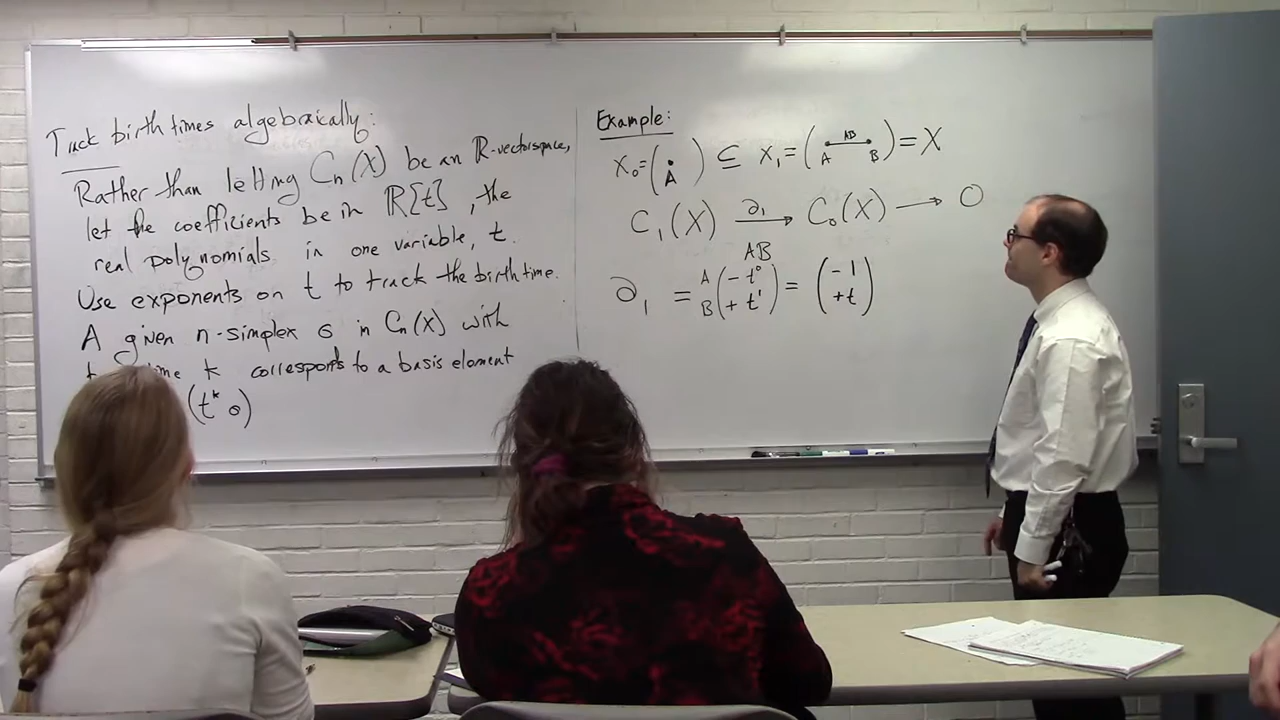 Track birth times algebraically:
Rather than letting Cₙ(X) be an ℝ-vectorspace,
let the coefficients be in ℝ[t], the
real polynomials in one variable, t.
Use exponents on t to track the birth time.
A given n-simplex σ in Cₙ(X) with
k corresponds to a basis element
(tᵏ σ)
Example:
X₀ = (A) ⊆ X₁ = (A AB B) = X
C₁(X) ∂₁→ C₀(X) → 0
AB
∂₁ = A B (-t⁰ +t¹) = (-1 +t)